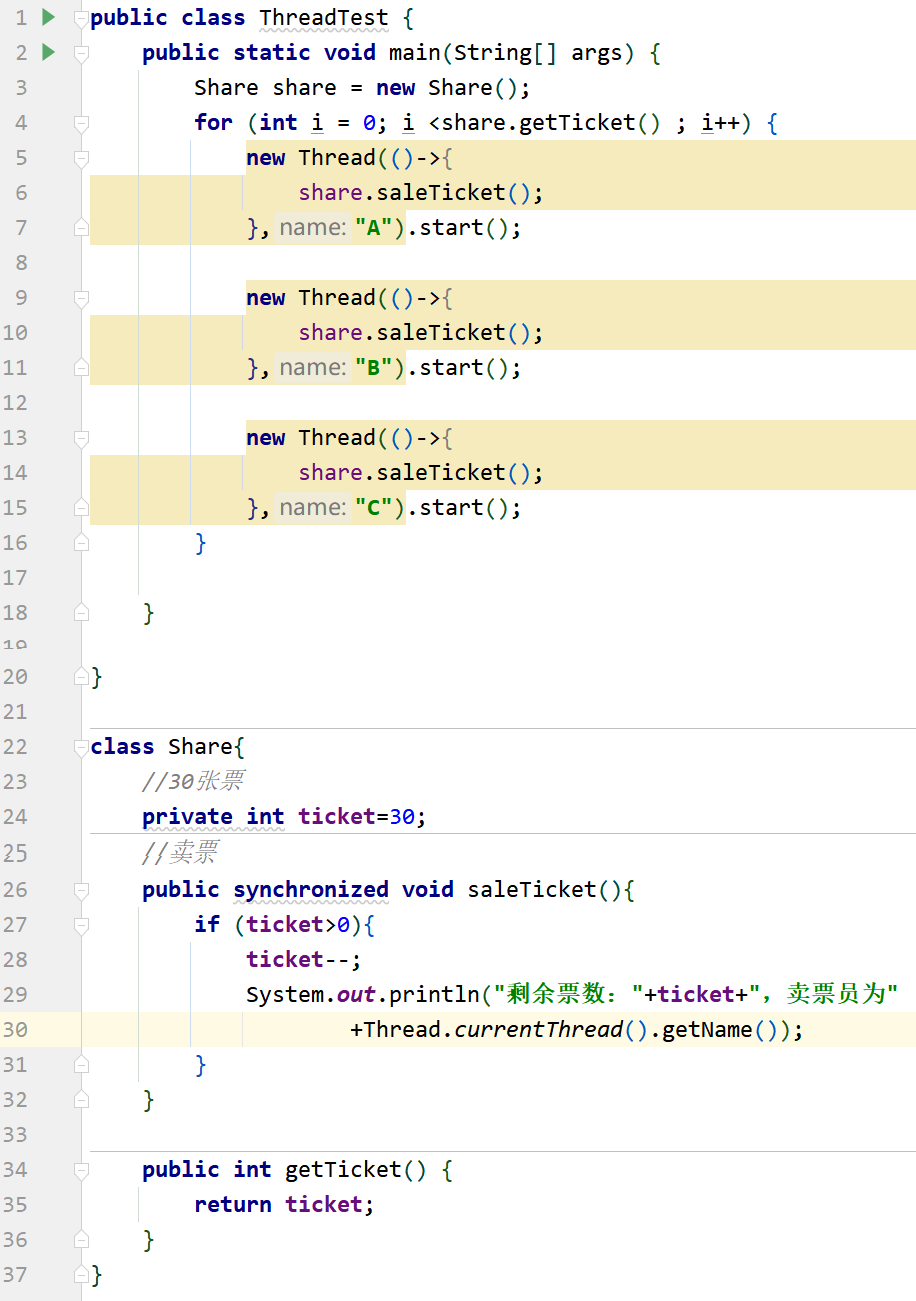 1 public class ThreadTest {
2 public static void main(String[] args) {
3 Share share = new Share();
4 for (int i = 0; i <share.getTicket() ; i++) {
5 new Thread(()->{
6 share.saleTicket();
7 }, name: "A").start();
8
9 new Thread(()->{
10 share.saleTicket();
11 }, name: "B").start();
12
13 new Thread(()->{
14 share.saleTicket();
15 }, name: "C").start();
16 }
17
18 }
19
20 }
21
22 class Share{
23 //30张票
24 private int ticket=30;
25 //卖票
26 public synchronized void saleTicket(){
27 if (ticket>0){
28 ticket--;
29 System.out.println("剩余票数："+ticket+"，卖票员为"
30 +Thread.currentThread().getName());
31 }
32 }
33
34 public int getTicket() {
35 return ticket;
36 }
37 }